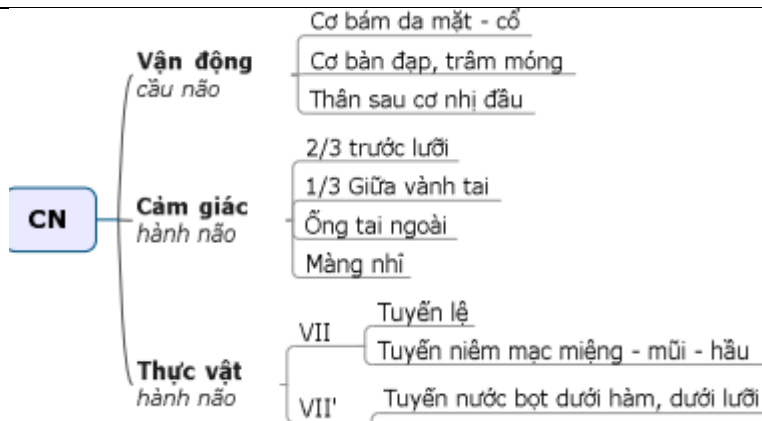 Cơ bám da mặt - cổ
Vận động
cầu não
Cơ bàn đạp, trâm móng
Thân sau cơ nhị đầu
2/3 trước lưỡi
1/3 Giữa vành tai
CN
Cảm giác
hành não
Ống tai ngoài
Màng nhĩ
Tuyến lệ
VII
Tuyến niêm mạc miệng - mũi - hầu
Thực vật
hành não
VII'
Tuyến nước bọt dưới hàm, dưới lưỡi